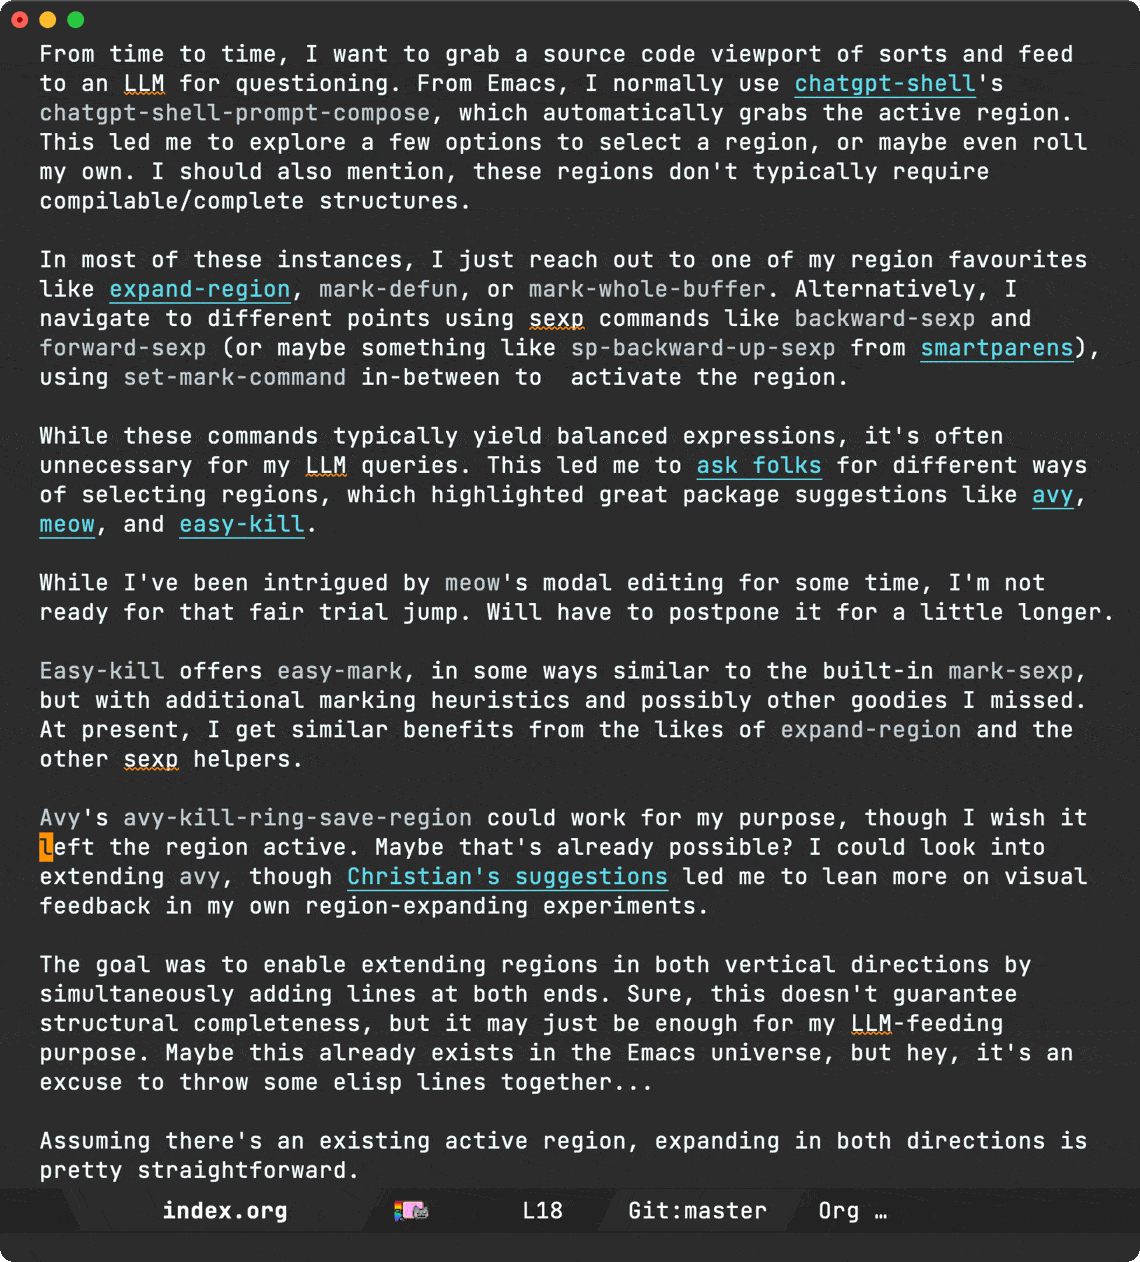 From time to time, I want to grab a source code viewport of sorts and feed
to an LLM for questioning. From Emacs, I normally use chatgpt-shell's
chatgpt-shell-prompt-compose, which automatically grabs the active region.
This led me to explore a few options to select a region, or maybe even roll
my own. I should also mention, these regions don't typically require
compilable/complete structures.

In most of these instances, I just reach out to one of my region favourites
like expand-region, mark-defun, or mark-whole-buffer. Alternatively, I
navigate to different points using sexp commands like backward-sexp and
forward-sexp (or maybe something like sp-backward-up-sexp from smartparens),
using set-mark-command in-between to  activate the region.

While these commands typically yield balanced expressions, it's often
unnecessary for my LLM queries. This led me to ask folks for different ways
of selecting regions, which highlighted great package suggestions like avy,
meow, and easy-kill.

While I've been intrigued by meow's modal editing for some time, I'm not
ready for that fair trial jump. Will have to postpone it for a little longer.

Easy-kill offers easy-mark, in some ways similar to the built-in mark-sexp,
but with additional marking heuristics and possibly other goodies I missed.
At present, I get similar benefits from the likes of expand-region and the
other sexp helpers.

Avy's avy-kill-ring-save-region could work for my purpose, though I wish it
left the region active. Maybe that's already possible? I could look into
extending avy, though Christian's suggestions led me to lean more on visual
feedback in my own region-expanding experiments.

The goal was to enable extending regions in both vertical directions by
simultaneously adding lines at both ends. Sure, this doesn't guarantee
structural completeness, but it may just be enough for my LLM-feeding
purpose. Maybe this already exists in the Emacs universe, but hey, it's an
excuse to throw some elisp lines together...

Assuming there's an existing active region, expanding in both directions is
pretty straightforward.
index.org L18 Git:master Org …